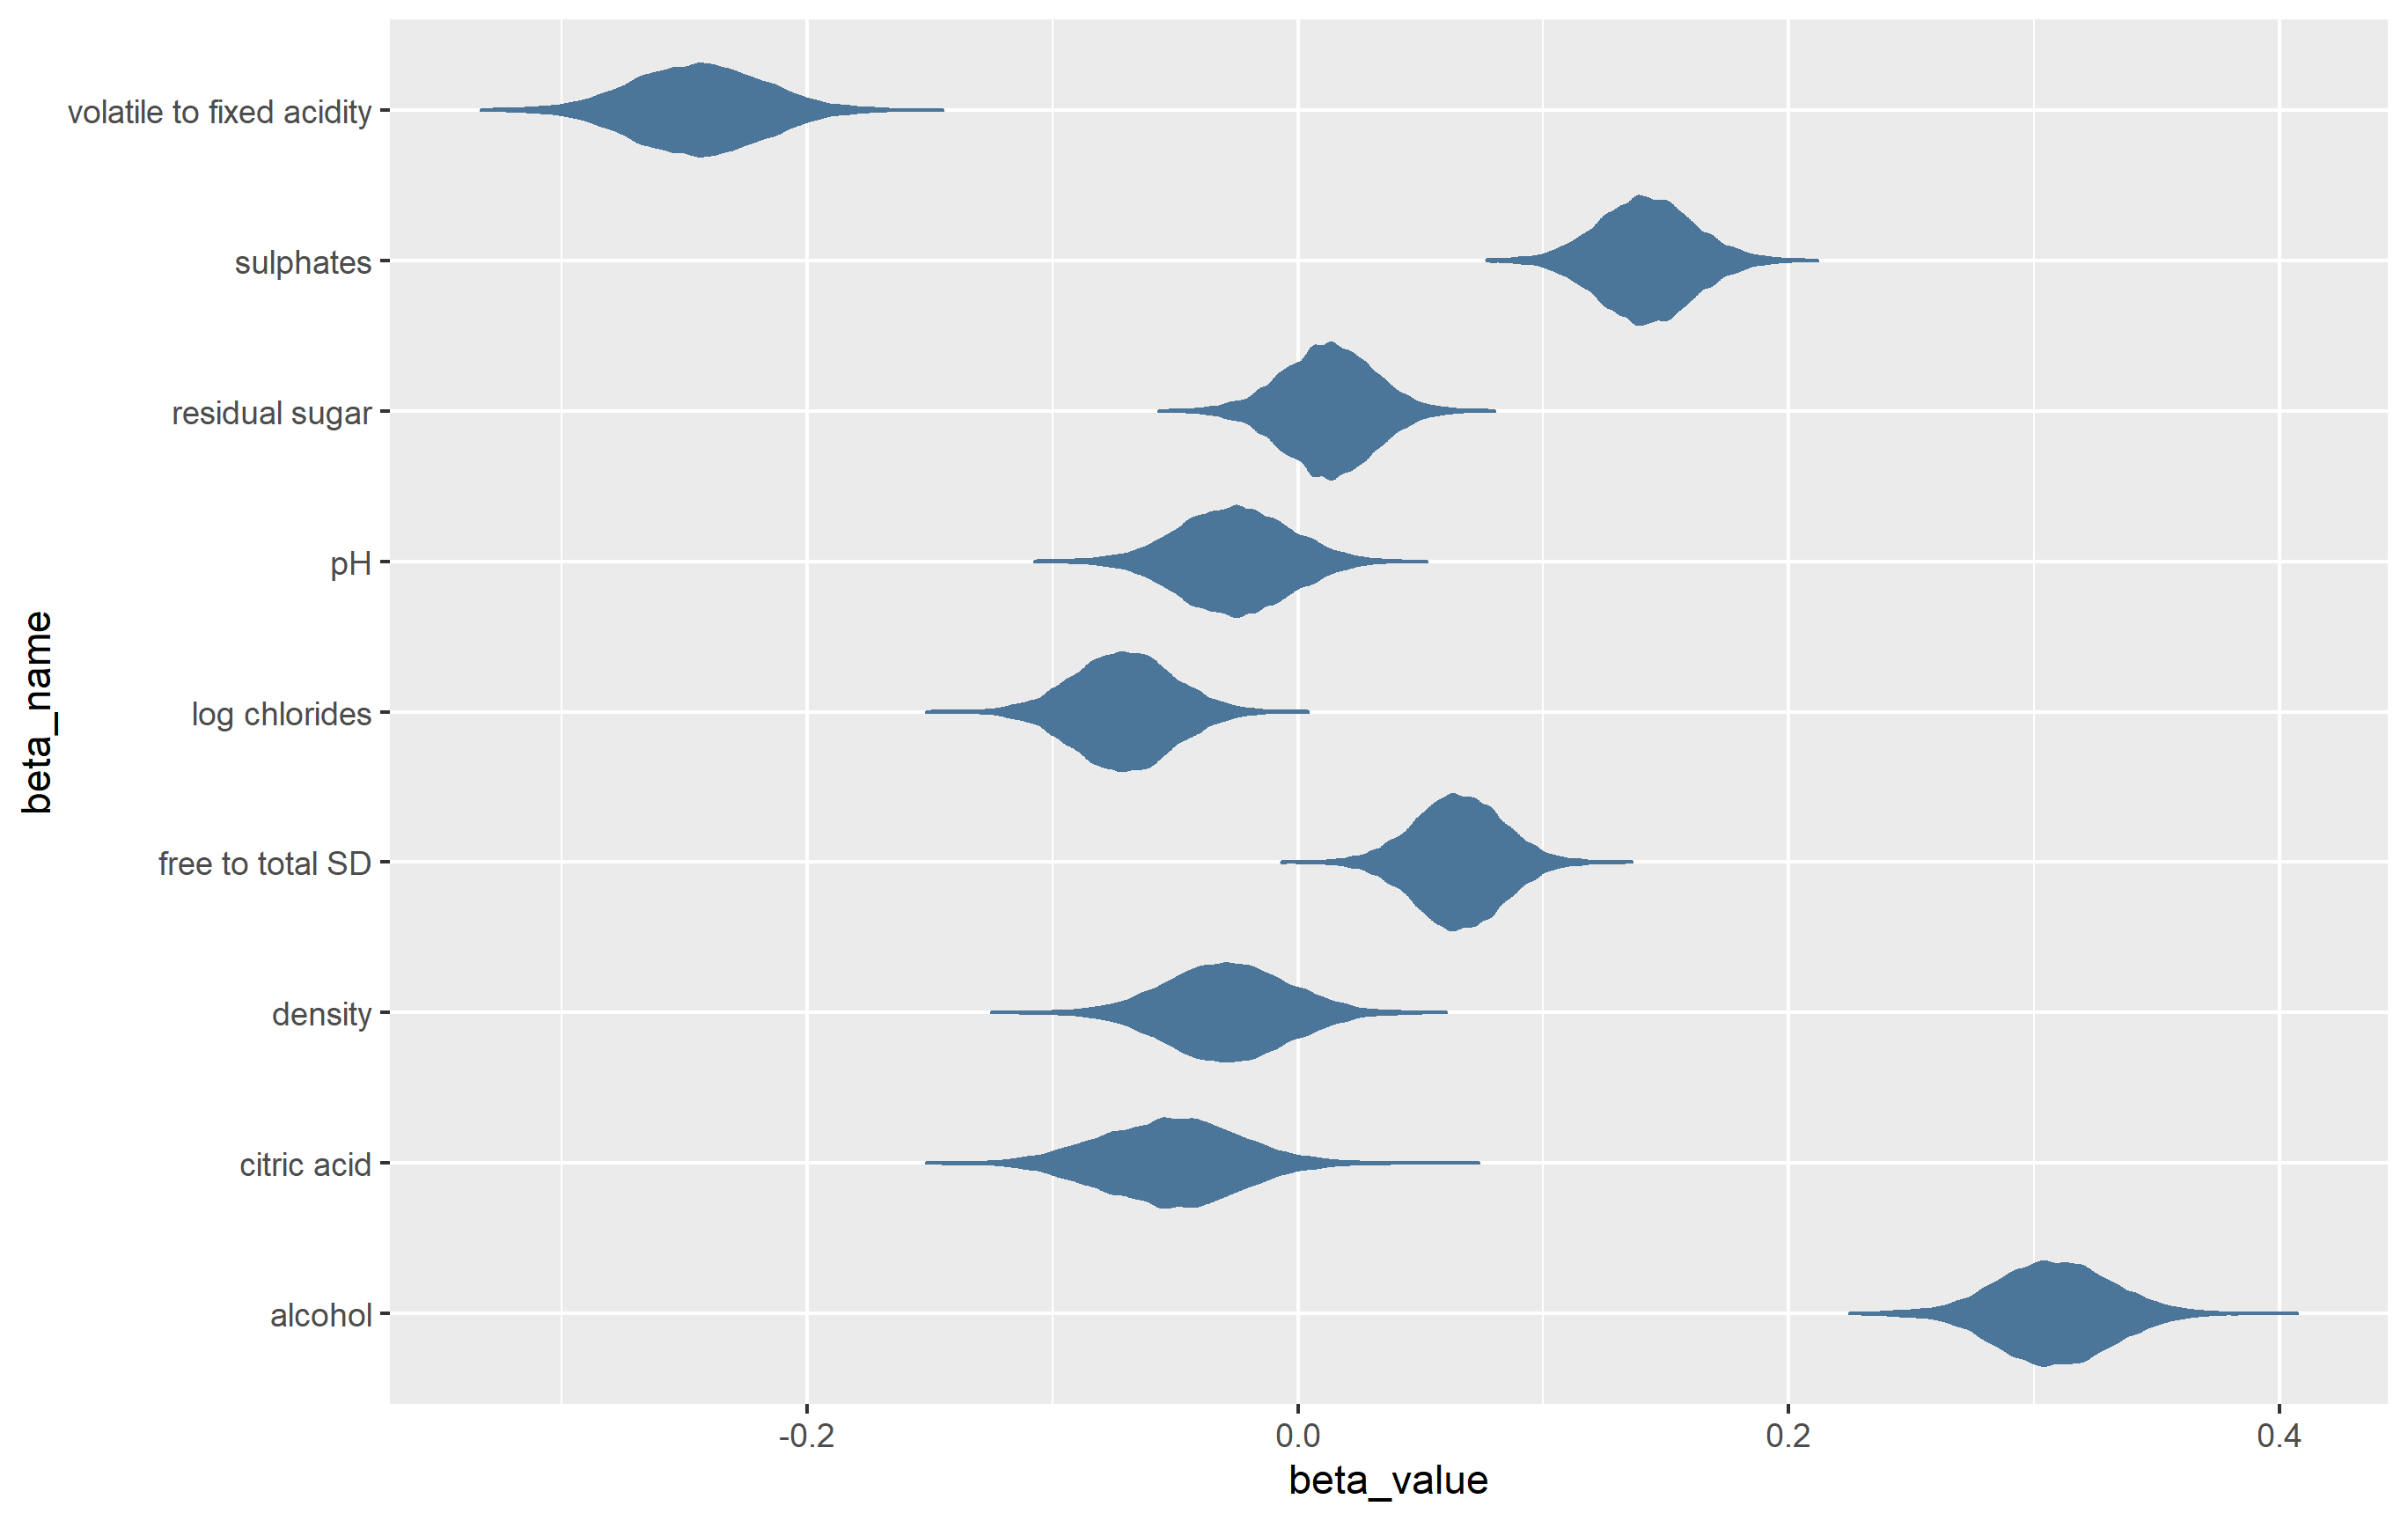 beta_name
volatile to fixed acidity
sulphates
residual sugar
pH
log chlorides
free to total SD
density
citric acid
alcohol
-0.2 0.0 0.2 0.4
beta_value